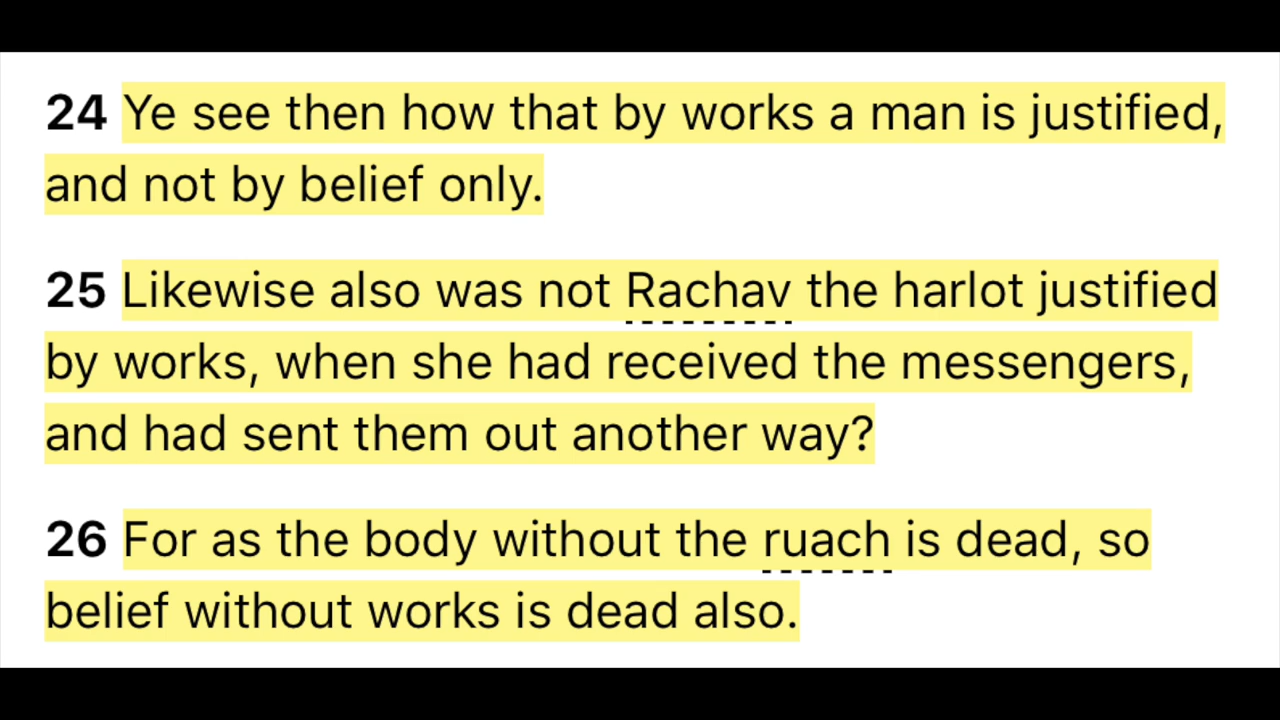 24 Ye see then how that by works a man is justified,
and not by belief only.
25 Likewise also was not Rachav the harlot justified
by works, when she had received the messengers,
and had sent them out another way?
26 For as the body without the ruach is dead, so
belief without works is dead also.